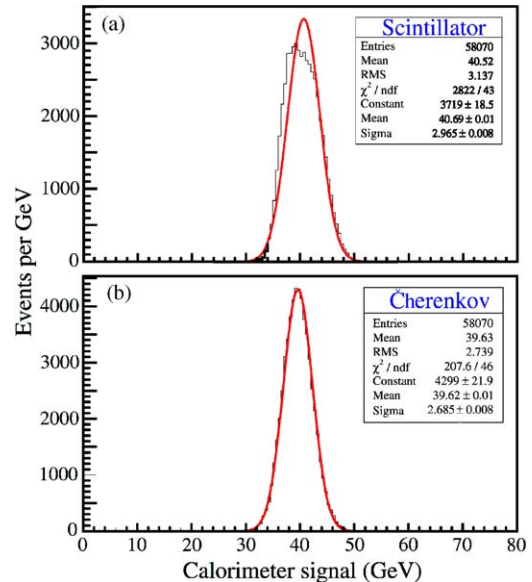 (a)
Scintillator
Entries 58070
Mean 40.52
RMS 3.137
χ² / ndf 2822 / 43
Constant 3719 ± 18.5
Mean 40.69 ± 0.01
Sigma 2.965 ± 0.008
3000
2000
1000
0
Events per GeV
(b)
Čherenkov
Entries 58070
Mean 39.63
RMS 2.739
χ² / ndf 207.6 / 46
Constant 4299 ± 21.9
Mean 39.62 ± 0.01
Sigma 2.685 ± 0.008
4000
3000
2000
1000
0
0 10 20 30 40 50 60 70 80
Calorimeter signal (GeV)